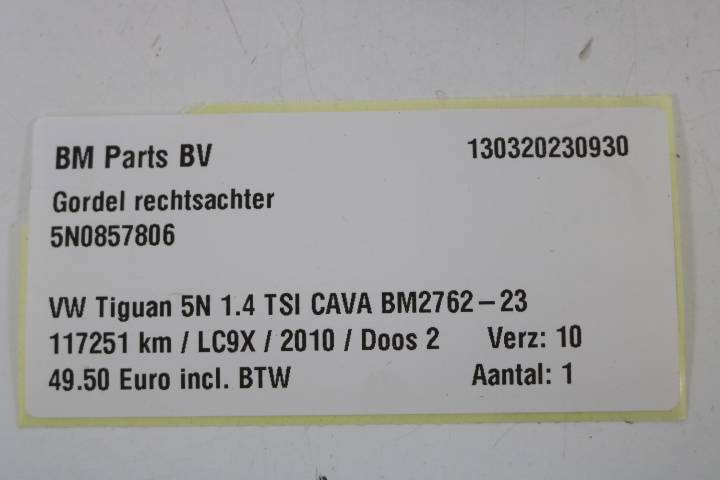 BM Parts BV 130320230930
Gordel rechtsachter
5N0857806
VW Tiguan 5N 1.4 TSI CAVA BM2762-23
117251 km / LC9X / 2010 / Doos 2 Verz: 10
49.50 Euro incl. BTW Aantal: 1